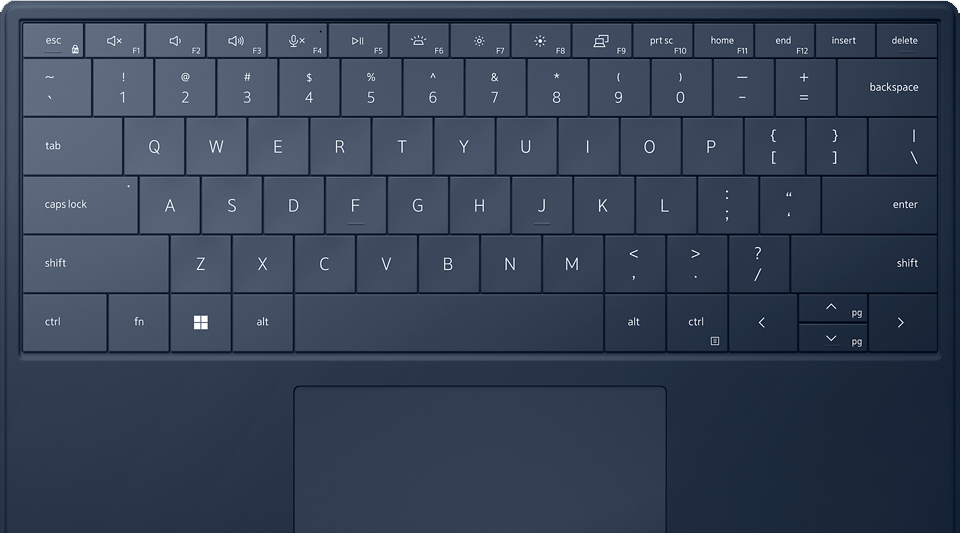 esc F1 F2 F3 F4 F5 F6 F7 F8 F9 prt sc F10 home F11 end F12 insert delete
~ ! @ # $ % ^ & * ( ) — +
` 1 2 3 4 5 6 7 8 9 0 - = backspace
tab Q W E R T Y U I O P { } |
[ ] \
caps lock A S D F G H J K L : “ enter
; ‘
shift Z X C V B N M < > ? shift
, . /
ctrl fn alt alt ctrl < pg >
pg